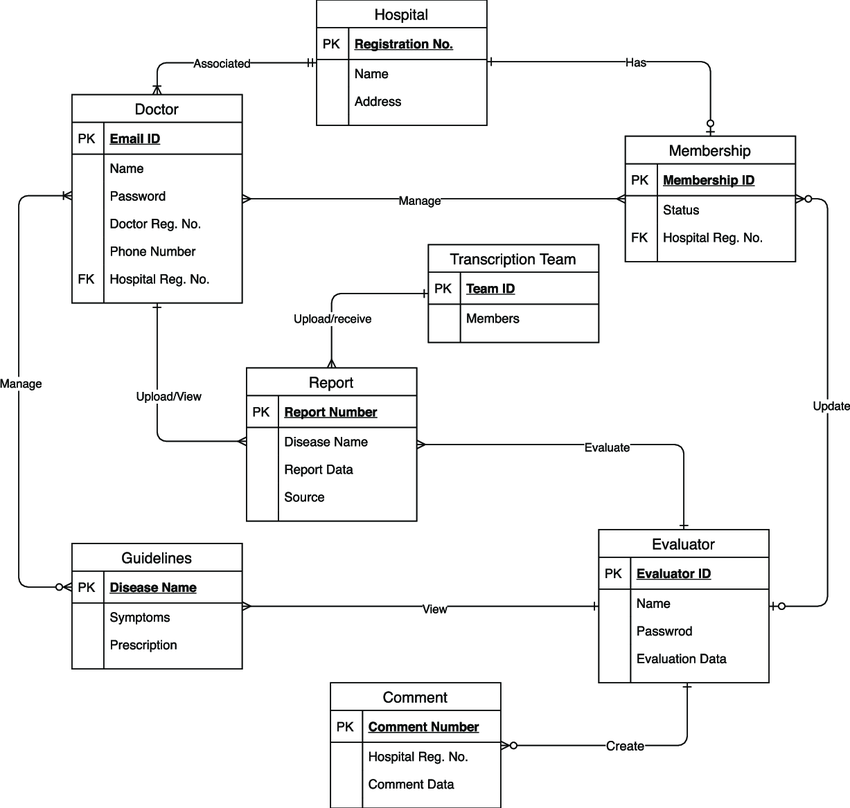 Hospital
PK Registration No.
Name
Address
Associated
Has
Doctor
PK Email ID
Name
Password
Doctor Reg. No.
Phone Number
FK Hospital Reg. No.
Membership
PK Membership ID
Status
FK Hospital Reg. No.
Manage
Transcription Team
PK Team ID
Members
Upload/receive
Manage
Upload/View
Report
PK Report Number
Disease Name
Report Data
Source
Update
Evaluate
Guidelines
PK Disease Name
Symptoms
Prescription
View
Evaluator
PK Evaluator ID
Name
Passwrod
Evaluation Data
Comment
PK Comment Number
Hospital Reg. No.
Comment Data
Create